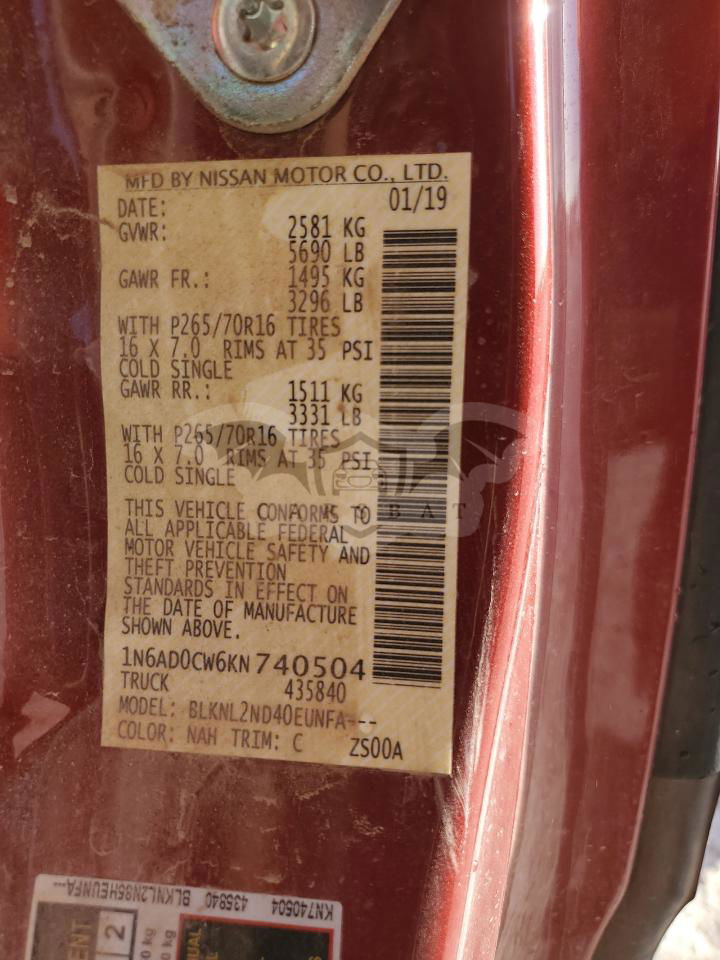 MFD BY NISSAN MOTOR CO., LTD.
DATE: 01/19
GVWR: 2581 KG
5690 LB
GAWR FR.: 1495 KG
3296 LB
WITH P265/70R16 TIRES
16 X 7.0 RIMS AT 35 PSI
COLD SINGLE
GAWR RR.: 1511 KG
3331 LB
WITH P265/70R16 TIRES
16 X 7.0 RIMS AT 35 PSI
COLD SINGLE
THIS VEHICLE CONFORMS TO
ALL APPLICABLE FEDERAL
MOTOR VEHICLE SAFETY AND
THEFT PREVENTION
STANDARDS IN EFFECT ON
THE DATE OF MANUFACTURE
SHOWN ABOVE.
1N6AD0CW6KN740504
TRUCK 435840
MODEL: BLKNL2ND40EUNFA---
COLOR: NAH TRIM: C ZS00A
KN740504 435840 BLKNL2N85HEUNFA---
2